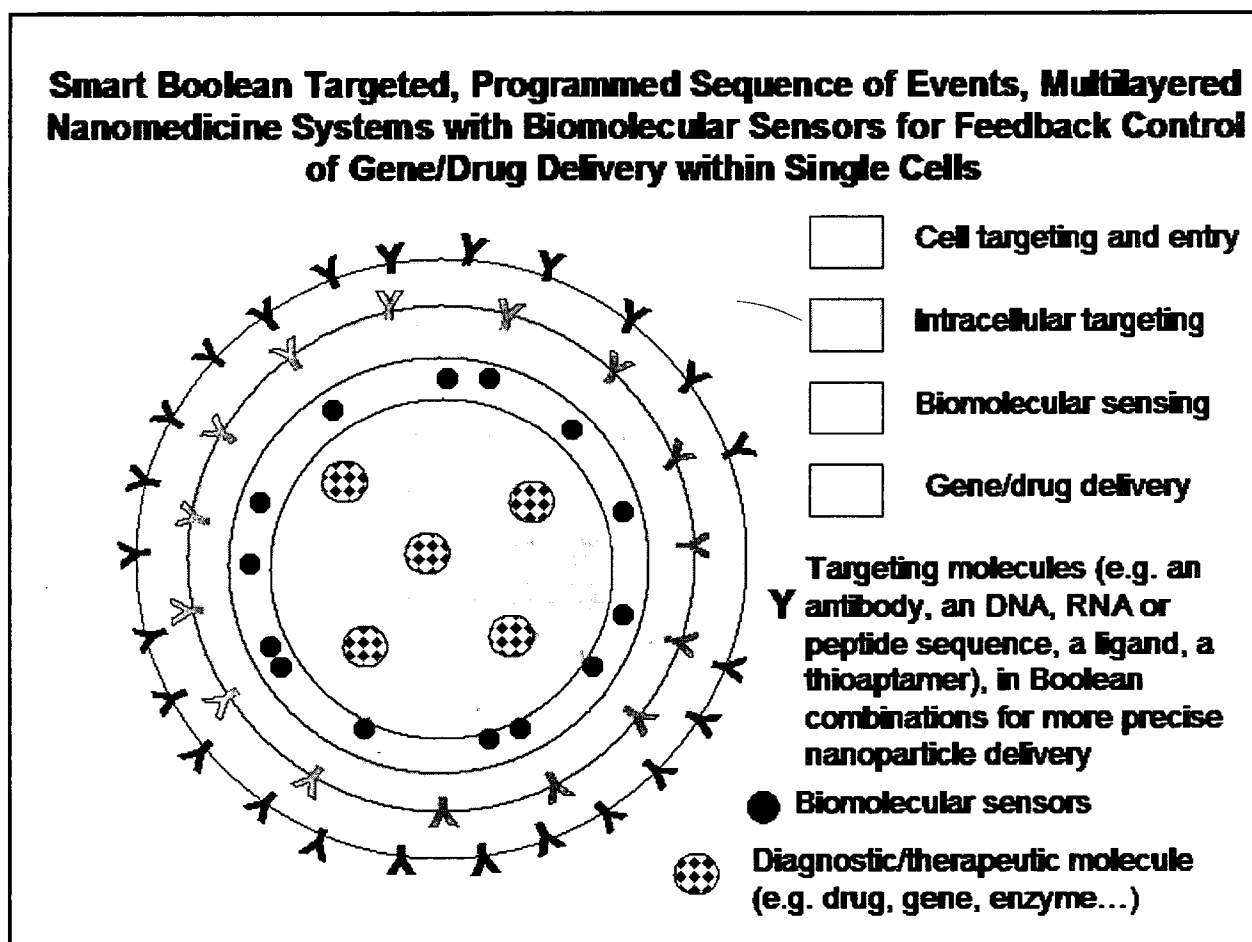 Smart Boolean Targeted, Programmed Sequence of Events, Multilayered
Nanomedicine Systems with Biomolecular Sensors for Feedback Control
of Gene/Drug Delivery within Single Cells
Cell targeting and entry
Intracellular targeting
Biomolecular sensing
Gene/drug delivery
Targeting molecules (e.g. an
antibody, an DNA, RNA or
peptide sequence, a ligand, a
thioaptamer), in Boolean
combinations for more precise
nanoparticle delivery
Biomolecular sensors
Diagnostic/therapeutic molecule
(e.g. drug, gene, enzyme...)